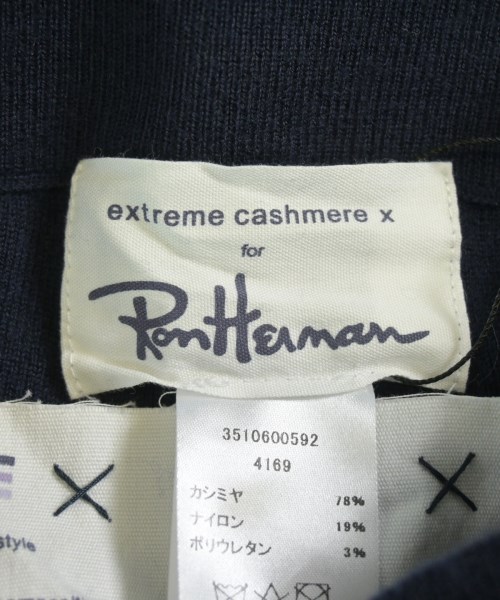 extreme cashmere x
for
Ron Herman
3510600592
4169
カシミヤ 78%
ナイロン 19%
ポリウレタン 3%
style